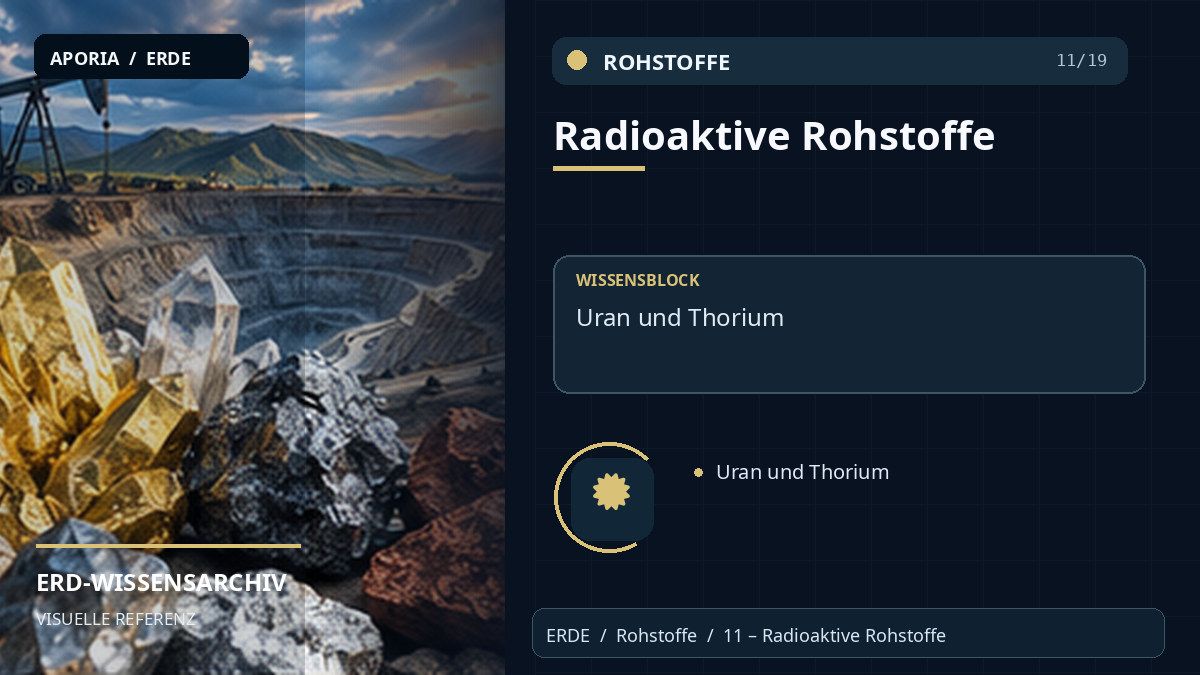 APORIA / ERDE
ERD-WISSENSARCHIV
VISUELLE REFERENZ
ROHSTOFFE
11/19
Radioaktive Rohstoffe
WISSENSBLOCK
Uran und Thorium
Uran und Thorium
ERDE / Rohstoffe / 11 – Radioaktive Rohstoffe